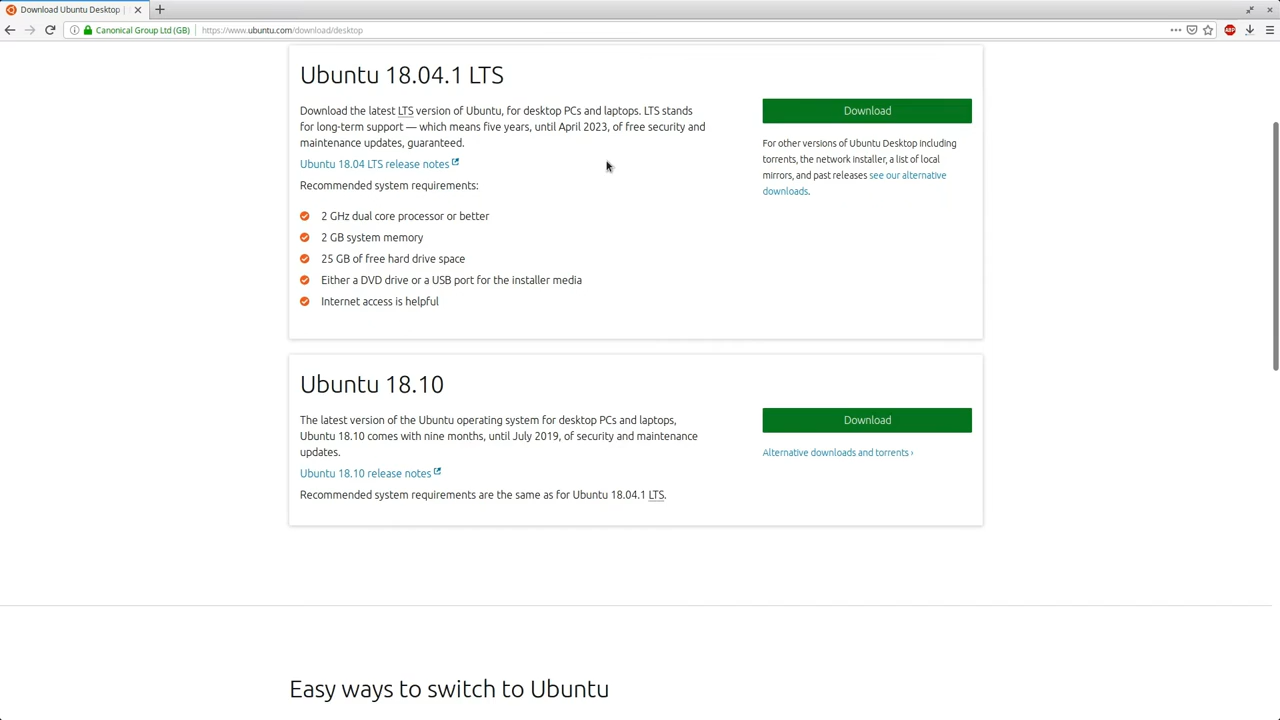 Download Ubuntu Desktop |
Canonical Group Ltd (GB)
https://www.ubuntu.com/download/desktop
ABP
Ubuntu 18.04.1 LTS
Download the latest LTS version of Ubuntu, for desktop PCs and laptops. LTS stands
for long-term support — which means five years, until April 2023, of free security and
maintenance updates, guaranteed.
Ubuntu 18.04 LTS release notes
Recommended system requirements:
2 GHz dual core processor or better
2 GB system memory
25 GB of free hard drive space
Either a DVD drive or a USB port for the installer media
Internet access is helpful
Download
For other versions of Ubuntu Desktop including
torrents, the network installer, a list of local
mirrors, and past releases see our alternative
downloads.
Ubuntu 18.10
The latest version of the Ubuntu operating system for desktop PCs and laptops,
Ubuntu 18.10 comes with nine months, until July 2019, of security and maintenance
updates.
Ubuntu 18.10 release notes
Recommended system requirements are the same as for Ubuntu 18.04.1 LTS.
Download
Alternative downloads and torrents ›
Easy ways to switch to Ubuntu